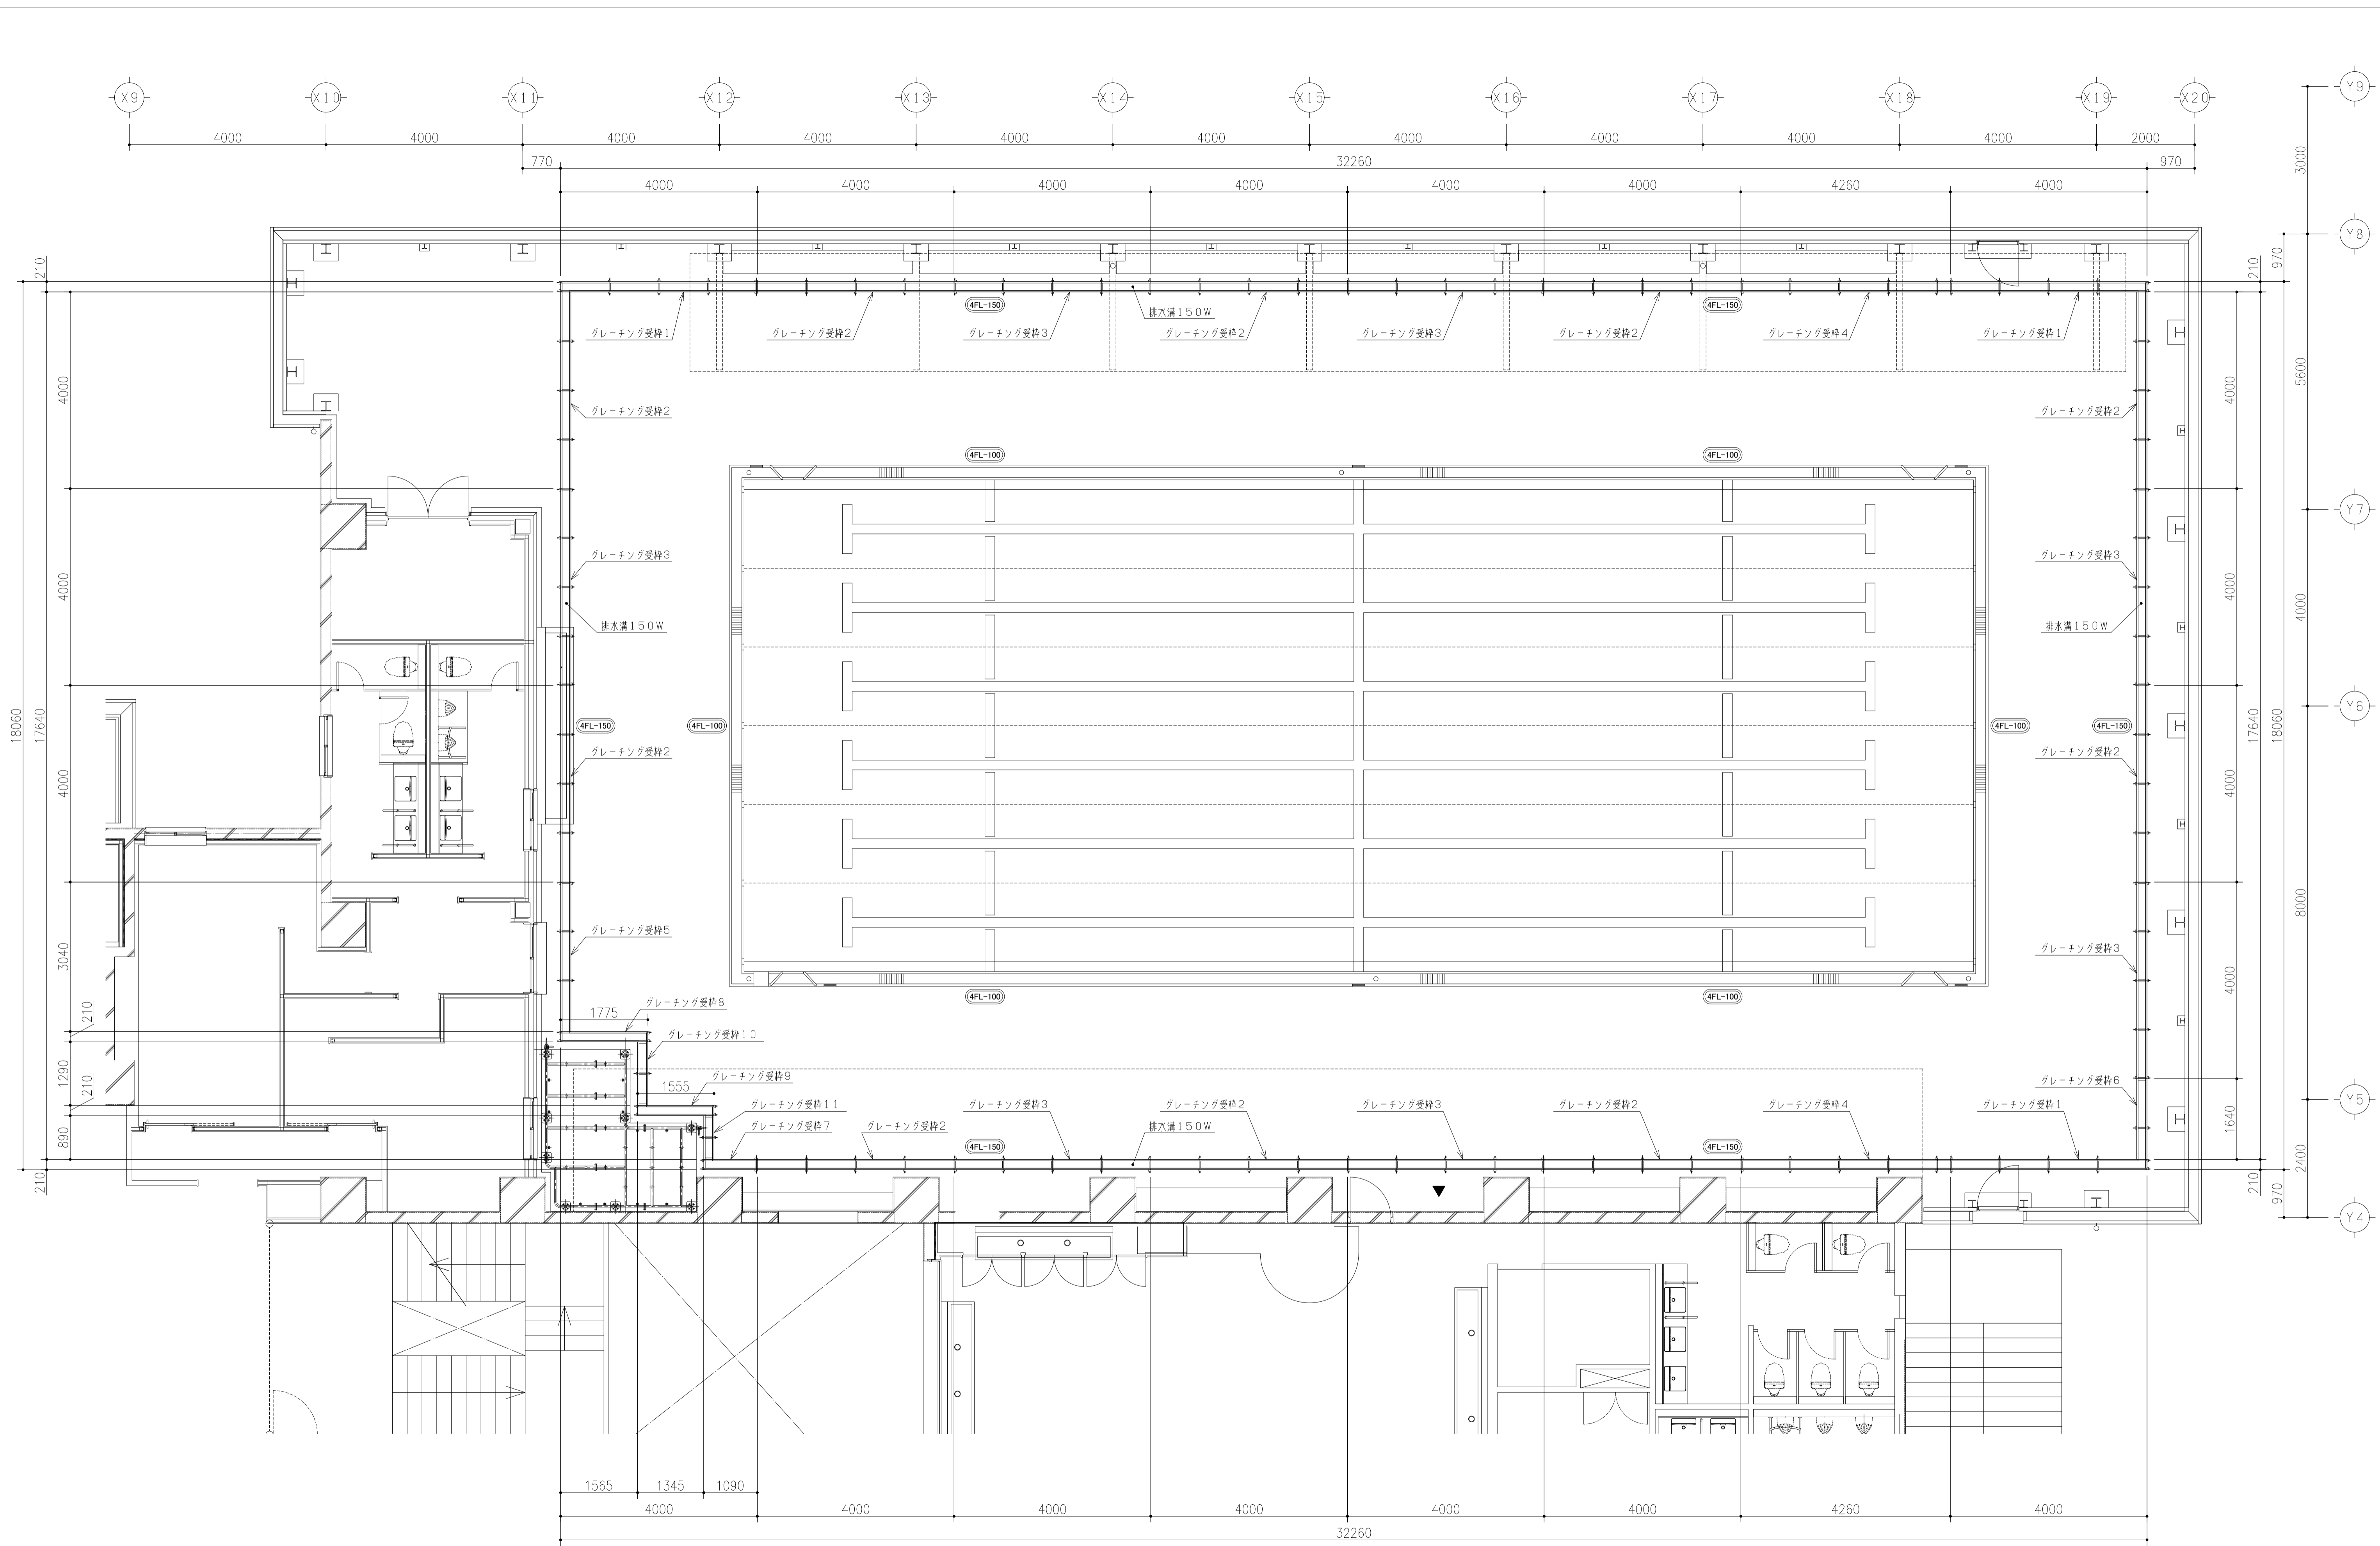 X9 X10 X11 X12 X13 X14 X15 X16 X17 X18 X19 X20 Y9
4000 4000 4000 4000 4000 4000 4000 4000 4000 4000 2000
770 32260 970
3000
4000 4000 4000 4000 4000 4000 4260 4000
Y8
210 210 970
4FL-150 4FL-150
排水溝150W
グレーチング受枠1 グレーチング受枠2 グレーチング受枠3 グレーチング受枠2 グレーチング受枠3 グレーチング受枠2 グレーチング受枠4 グレーチング受枠1
5600
4000 グレーチング受枠2 グレーチング受枠2 4000
4FL-100 4FL-100
Y7
グレーチング受枠3 グレーチング受枠3
4000 4000 4000
排水溝150W 排水溝150W
18060 17640 4FL-150 4FL-100 4FL-100 4FL-150 17640 18060 Y6
グレーチング受枠2 グレーチング受枠2
4000 4000
8000
グレーチング受枠5 グレーチング受枠3
3040 4000
4FL-100 4FL-100
210 1775 グレーチング受枠8
グレーチング受枠10
1290 210 1555 グレーチング受枠9 グレーチング受枠6
Y5
グレーチング受枠11 グレーチング受枠3 グレーチング受枠2 グレーチング受枠3 グレーチング受枠2 グレーチング受枠4 グレーチング受枠1
890 グレーチング受枠7 グレーチング受枠2 排水溝150W 1640
4FL-150 4FL-150
2400
210 210 970
Y4
1565 1345 1090
4000 4000 4000 4000 4000 4000 4260 4000
32260